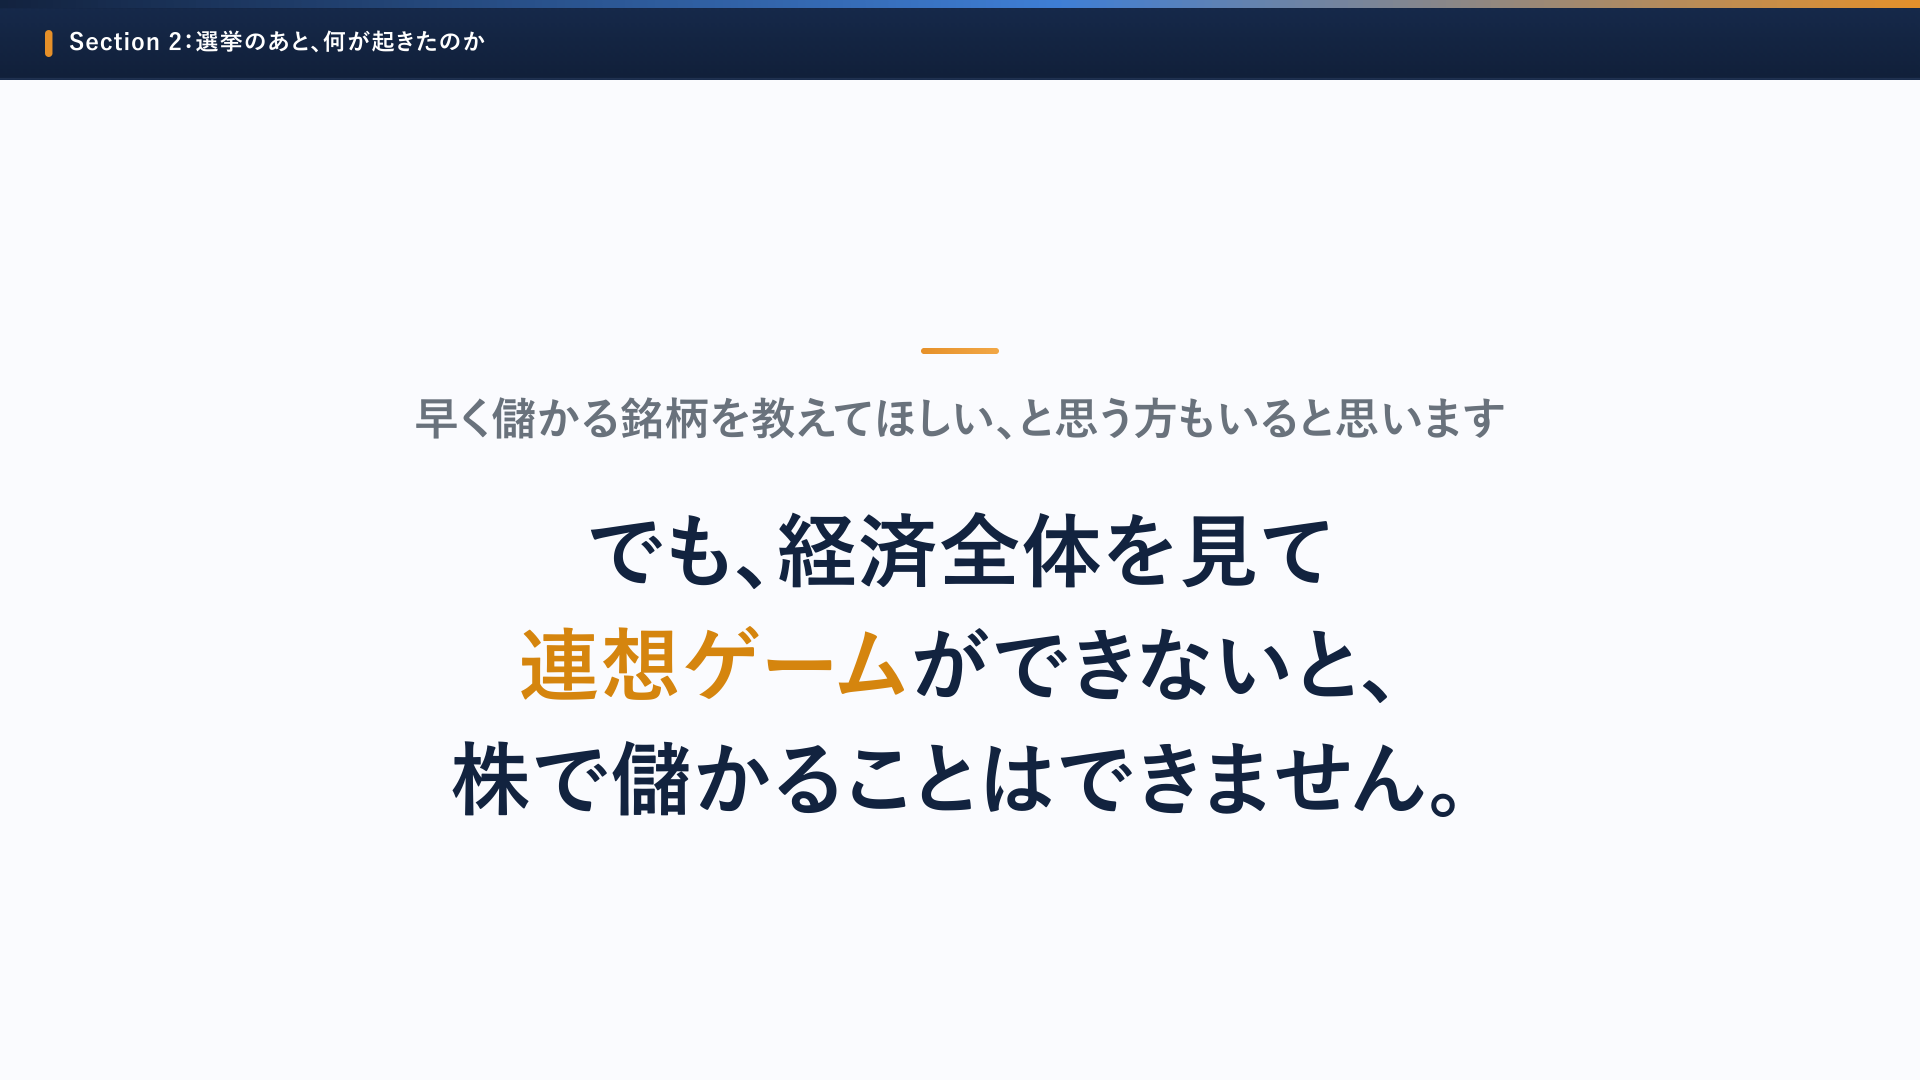 Section 2：選挙のあと、何が起きたのか
早く儲かる銘柄を教えてほしい、と思う方もいると思います
でも、経済全体を見て
連想ゲームができないと、
株で儲かることはできません。